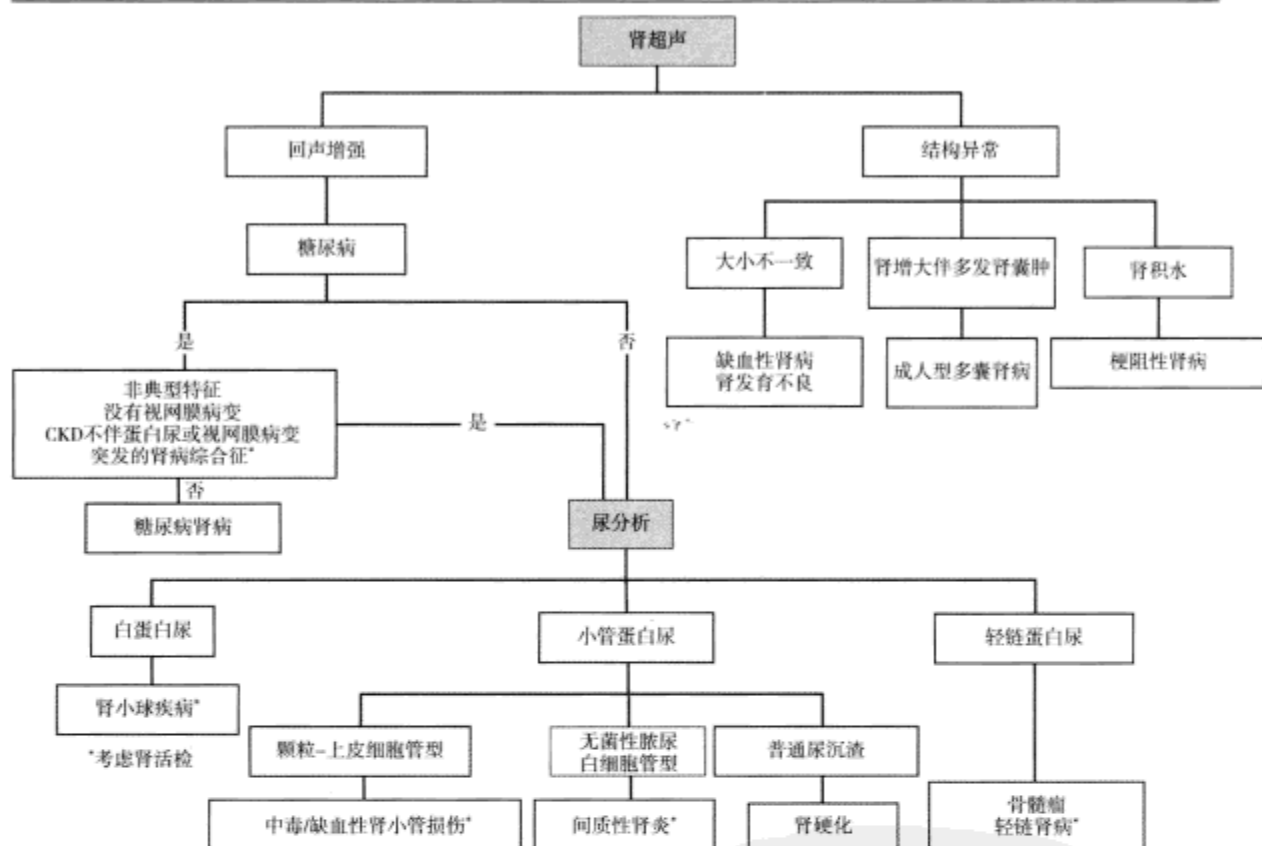 肾超声
回声增强
结构异常
糖尿病
大小不一致
肾增大伴多发肾囊肿
肾积水
是
否
缺血性肾病
肾发育不良
成人型多囊肾病
梗阻性肾病
非典型特征
没有视网膜病变
CKD不伴蛋白尿或视网膜病变
突发的肾病综合征*
是
否
糖尿病肾病
尿分析
白蛋白尿
小管蛋白尿
轻链蛋白尿
肾小球疾病*
*考虑肾活检
颗粒-上皮细胞管型
无菌性脓尿
白细胞管型
普通尿沉渣
中毒/缺血性肾小管损伤*
间质性肾炎*
肾硬化
骨髓瘤
轻链肾病*